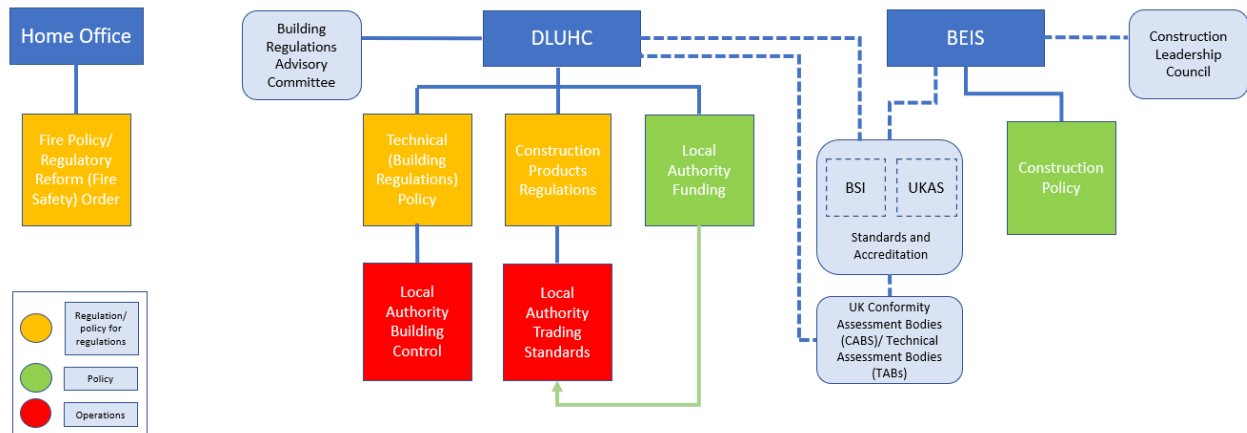 Home Office
Building
Regulations
Advisory
Committee
DLUHC
BEIS
Construction
Leadership
Council
Fire Policy/
Regulatory
Reform (Fire
Safety) Order
Technical
(Building
Regulations)
Policy
Construction
Products
Regulations
Local
Authority
Funding
BSI
UKAS
Standards and
Accreditation
Construction
Policy
Local
Authority
Building
Control
Local
Authority
Trading
Standards
UK Conformity
Assessment Bodies
(CABS)/ Technical
Assessment Bodies
(TABs)
Regulation/
policy for
regulations
Policy
Operations